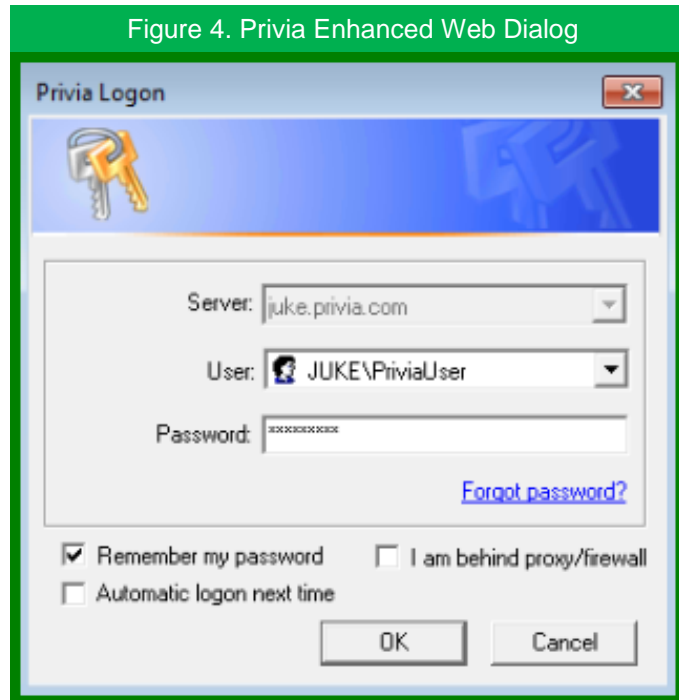 Figure 4. Privia Enhanced Web Dialog
Privia Logon
Server: juke.privia.com
User: JUKE\PriviaUser
Password: *********
Forgot password?
Remember my password I am behind proxy/firewall
Automatic logon next time
OK Cancel